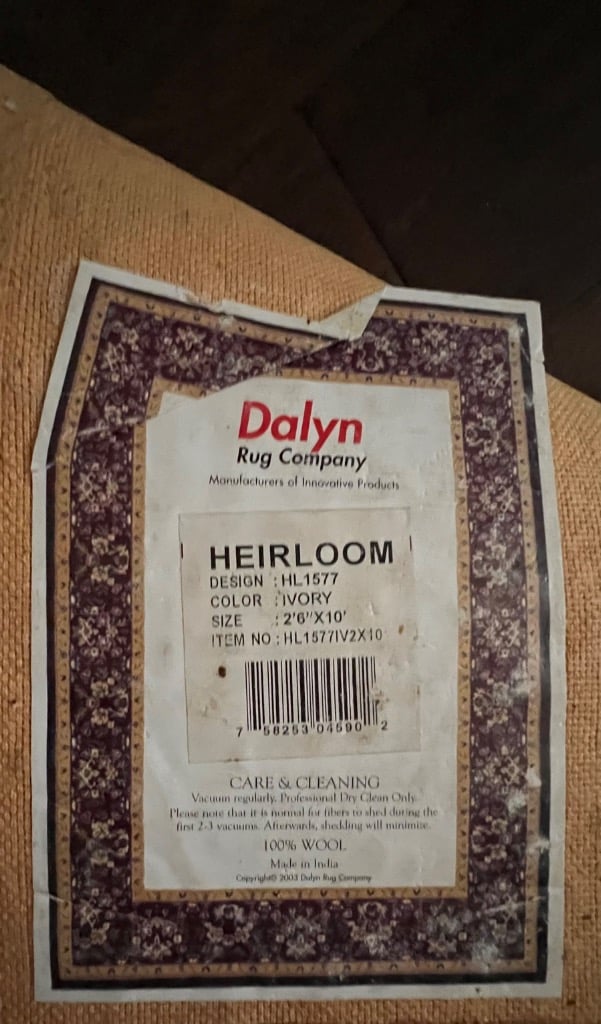 Dalyn
Rug Company
Manufacturers of Innovative Products
HEIRLOOM
DESIGN : HL1577
COLOR : IVORY
SIZE : 2'6"X10'
ITEM NO : HL1577IV2X10
7 58253 04590 2
CARE & CLEANING
Vacuum regularly. Professional Dry Clean Only.
Please note that it is normal for fibers to shed during the
first 2-3 vacuums. Afterwards, shedding will minimize.
100% WOOL
Made in India
Copyright© 2003 Dalyn Rug Company